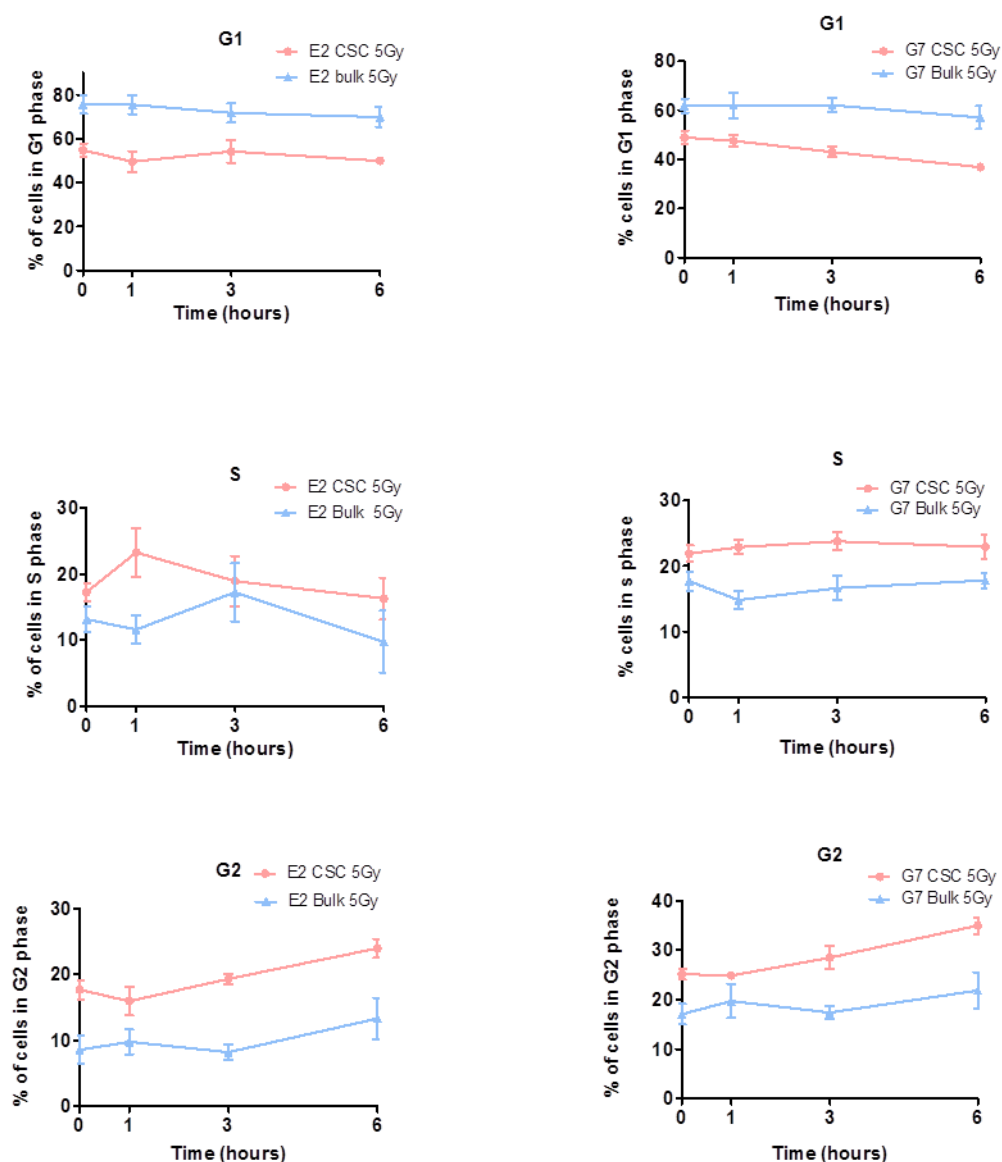 G1
E2 CSC 5Gy
E2 bulk 5Gy
% of cells in G1 phase
80
60
40
20
0
0 1 3 6
Time (hours)
G1
G7 CSC 5Gy
G7 Bulk 5Gy
% cells in G1 phase
80
60
40
20
0
0 1 3 6
Time (hours)
S
E2 CSC 5Gy
E2 Bulk 5Gy
% of cells in S phase
30
20
10
0
0 1 3 6
Time (hours)
S
G7 CSC 5Gy
G7 Bulk 5Gy
% cells in s phase
30
20
10
0
0 1 3 6
Time (hours)
G2
E2 CSC 5Gy
E2 Bulk 5Gy
% of cells in G2 phase
30
20
10
0
0 1 3 6
Time (hours)
G2
G7 CSC 5Gy
G7 Bulk 5Gy
% of cells in G2 phase
40
30
20
10
0
0 1 3 6
Time (hours)